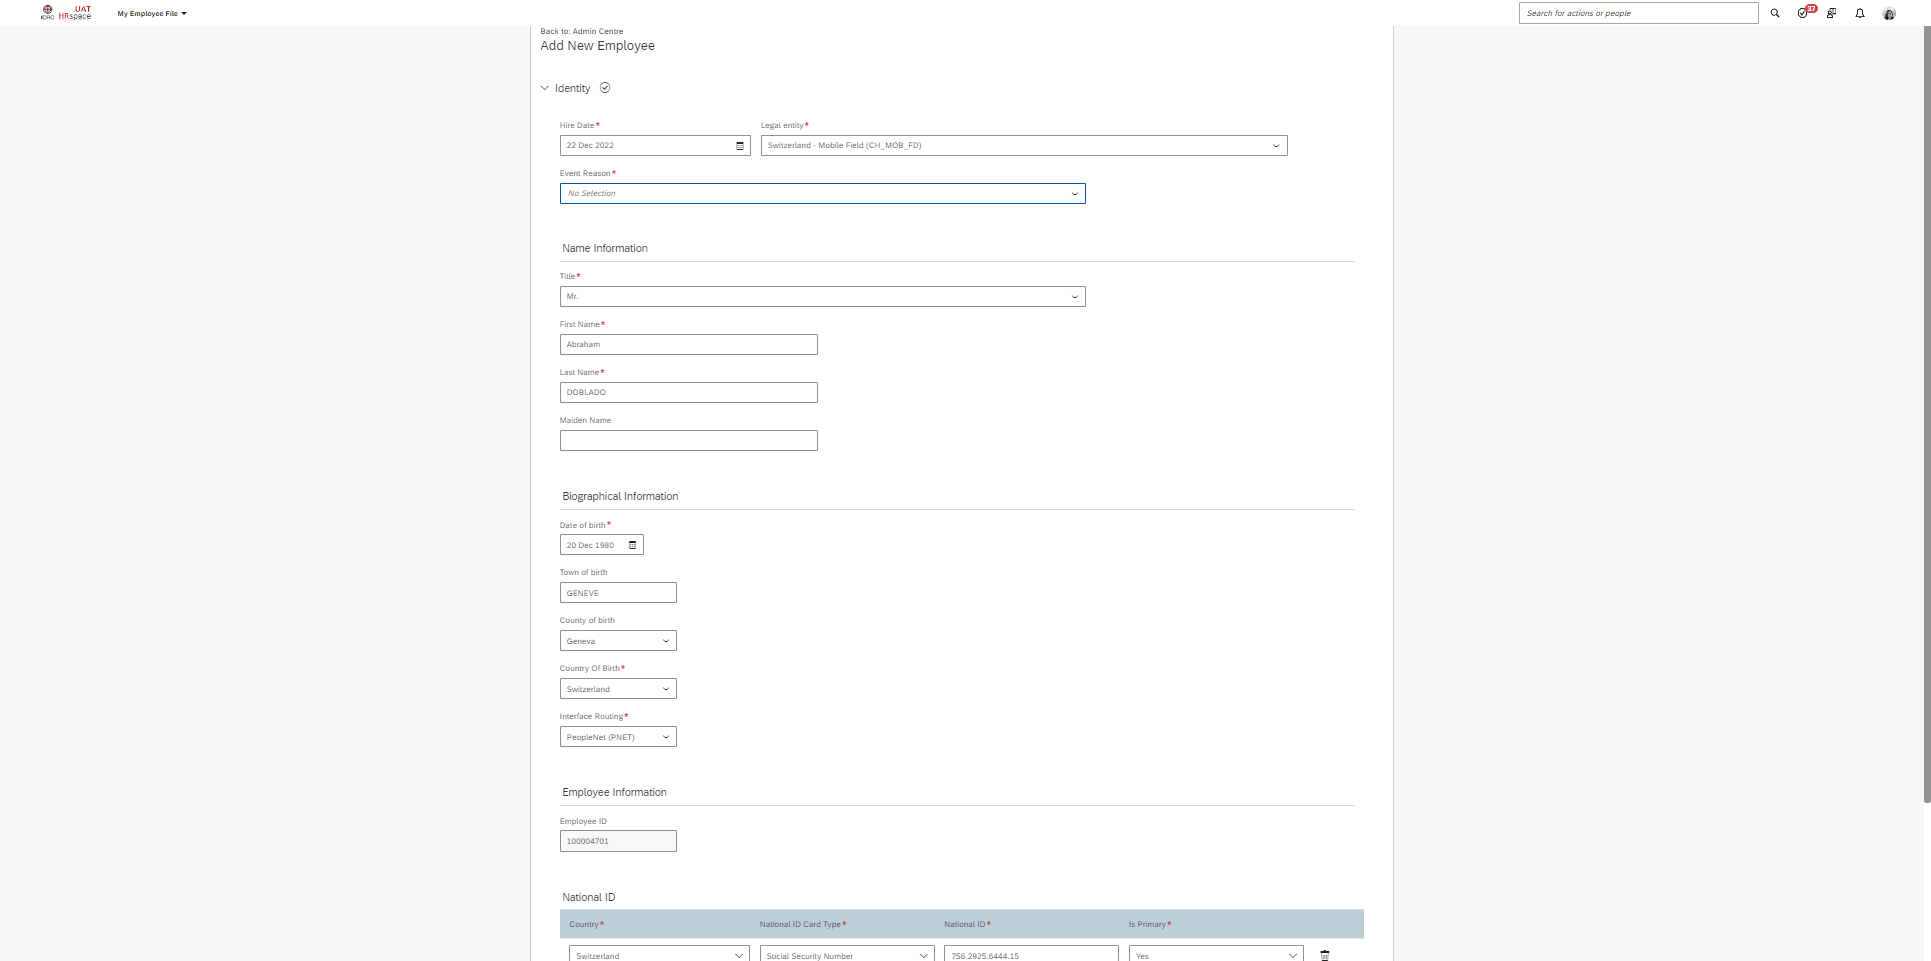 UAT
ICRC HRspace
My Employee File
Search for actions or people
37
Back to: Admin Centre
Add New Employee
Identity
Hire Date* Legal entity*
22 Dec 2022 Switzerland - Mobile Field (CH_MOB_FD)
Event Reason*
No Selection
Name Information
Title*
Mr.
First Name*
Abraham
Last Name*
DOBLADO
Maiden Name
Biographical Information
Date of birth*
20 Dec 1980
Town of birth
GENEVE
County of birth
Geneva
Country Of Birth*
Switzerland
Interface Routing*
PeopleNet (PNET)
Employee Information
Employee ID
100004701
National ID
Country* National ID Card Type* National ID* Is Primary*
Switzerland Social Security Number 756.2925.6444.15 Yes